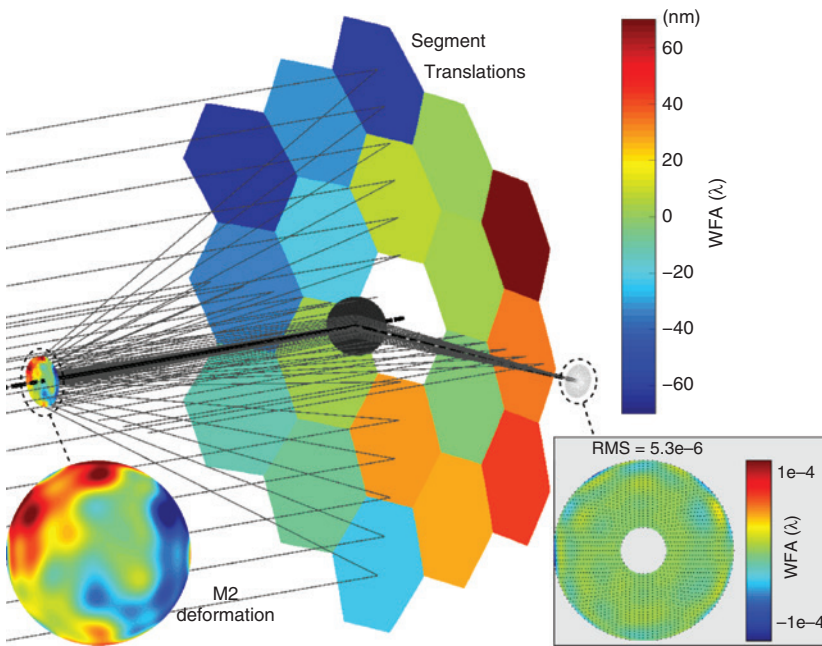 Segment
Translations
(nm)
60
40
20
0
−20
−40
−60
WFA (λ)
M2
deformation
RMS = 5.3e–6
1e–4
WFA (λ)
−1e–4